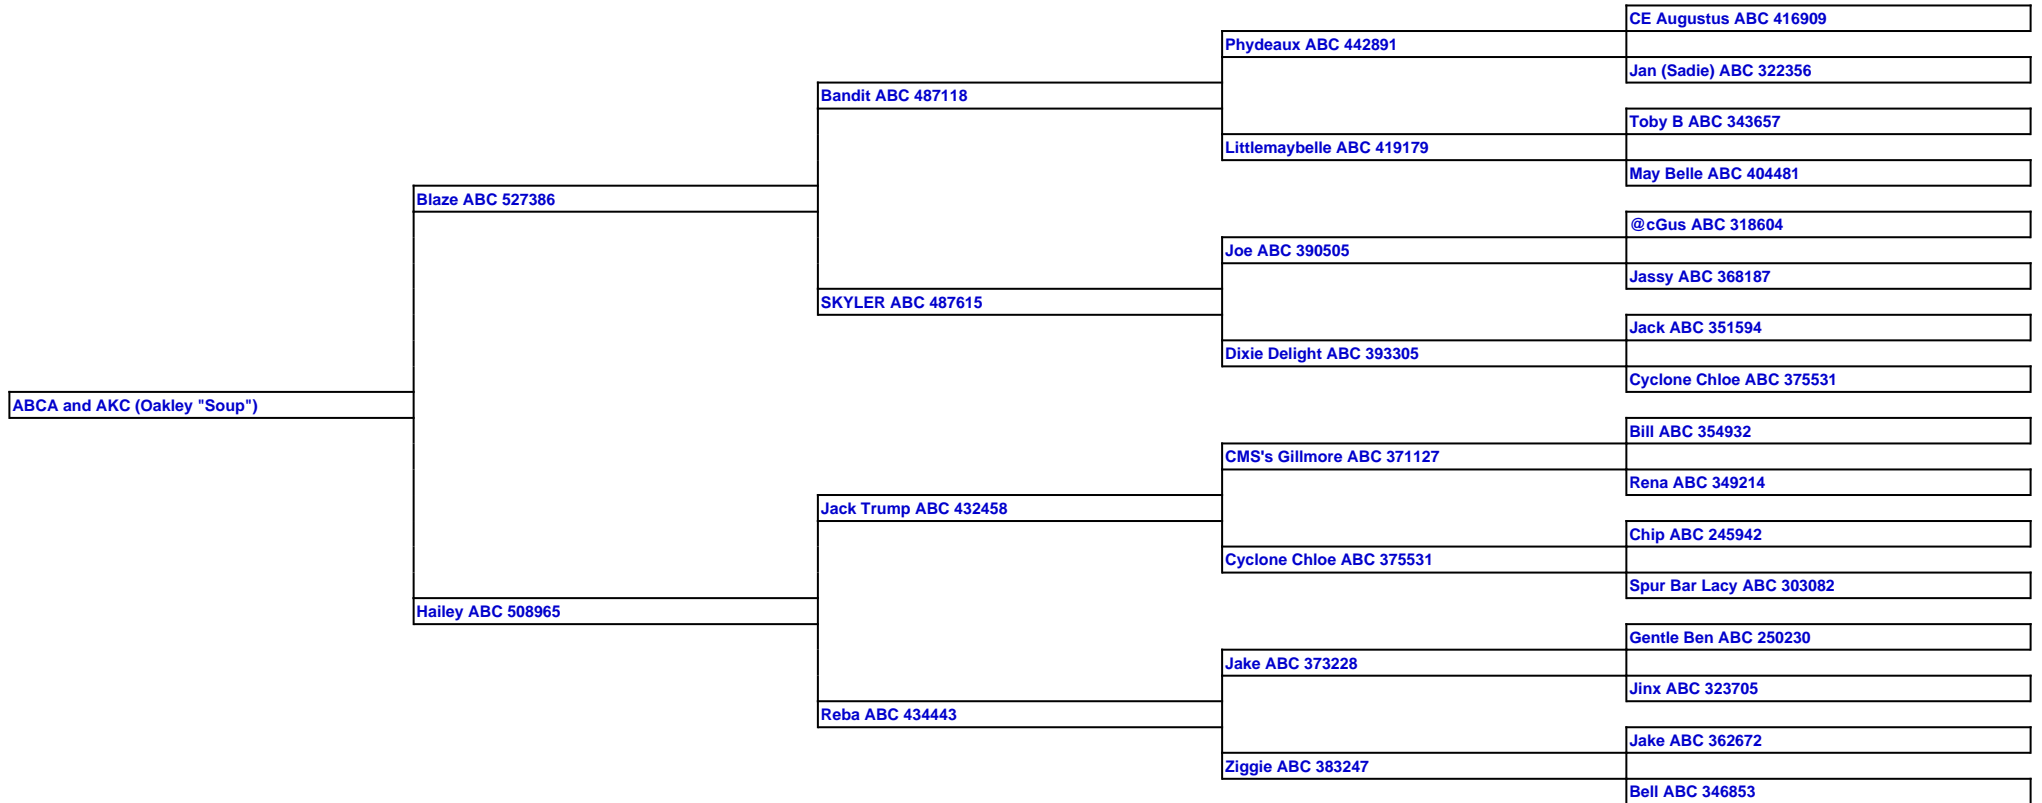 CE Augustus ABC 416909
Phydeaux ABC 442891
Jan (Sadie) ABC 322356
Bandit ABC 487118
Toby B ABC 343657
Littlemaybelle ABC 419179
May Belle ABC 404481
Blaze ABC 527386
@cGus ABC 318604
Joe ABC 390505
Jassy ABC 368187
SKYLER ABC 487615
Jack ABC 351594
Dixie Delight ABC 393305
Cyclone Chloe ABC 375531
ABCA and AKC (Oakley "Soup")
Bill ABC 354932
CMS's Gillmore ABC 371127
Rena ABC 349214
Jack Trump ABC 432458
Chip ABC 245942
Cyclone Chloe ABC 375531
Spur Bar Lacy ABC 303082
Hailey ABC 508965
Gentle Ben ABC 250230
Jake ABC 373228
Jinx ABC 323705
Reba ABC 434443
Jake ABC 362672
Ziggie ABC 383247
Bell ABC 346853